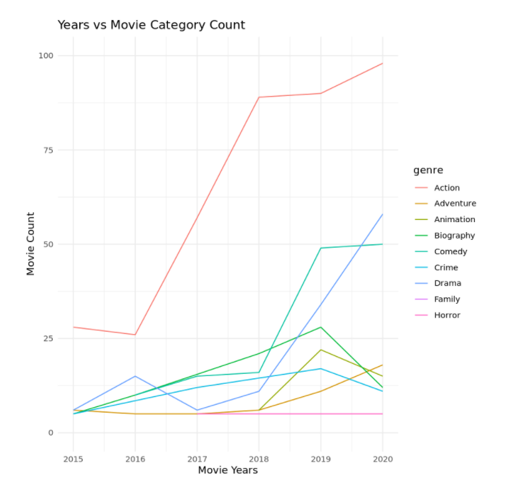 Years vs Movie Category Count
100
75
50
25
0
Movie Count
2015 2016 2017 2018 2019 2020
Movie Years
genre
Action
Adventure
Animation
Biography
Comedy
Crime
Drama
Family
Horror